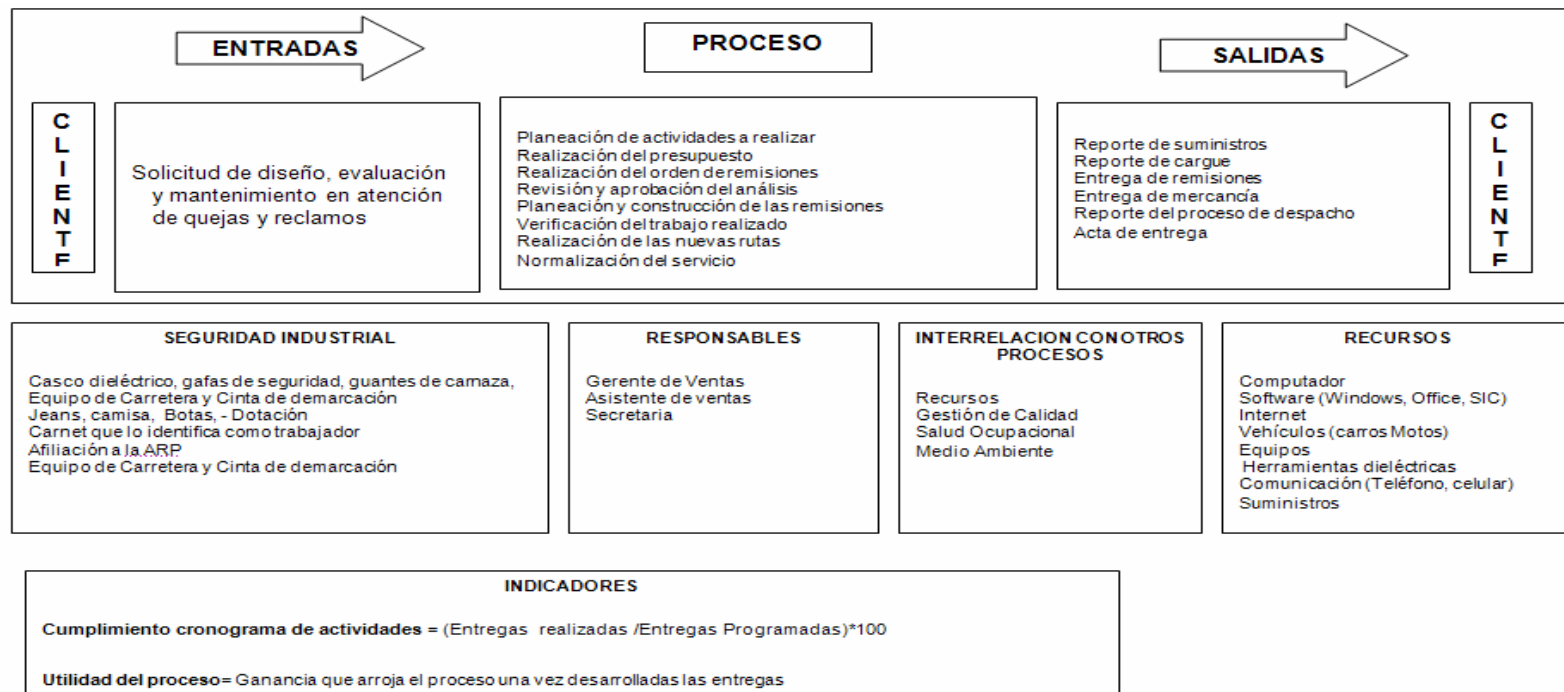 ENTRADAS
PROCESO
SALIDAS
CLIENTF
Solicitud de diseño, evaluación
y mantenimiento en atención
de quejas y reclamos
Planeación de actividades a realizar
Realización del presupuesto
Realización del orden de remisiones
Revisión y aprobación del análisis
Planeación y construcción de las remisiones
Verificación del trabajo realizado
Realización de las nuevas rutas
Normalización del servicio
Reporte de suministros
Reporte de cargue
Entrega de remisiones
Entrega de mercancía
Reporte del proceso de despacho
Acta de entrega
CLIENTF
SEGURIDAD INDUSTRIAL
Casco dieléctrico, gafas de seguridad, guantes de carnaza,
Equipo de Carretera y Cinta de demarcación
Jeans, camisa, Botas, - Dotación
Carnet que lo identifica como trabajador
Afiliación a la ARP
Equipo de Carretera y Cinta de demarcación
RESPONSABLES
Gerente de Ventas
Asistente de ventas
Secretaria
INTERRELACION CON OTROS
PROCESOS
Recursos
Gestión de Calidad
Salud Ocupacional
Medio Ambiente
RECURSOS
Computador
Software (Windows, Office, SIC)
Internet
Vehículos (carros Motos)
Equipos
Herramientas dieléctricas
Comunicación (Teléfono, celular)
Suministros
INDICADORES
Cumplimiento cronograma de actividades = (Entregas realizadas /Entregas Programadas)*100
Utilidad del proceso= Ganancia que arroja el proceso una vez desarrolladas las entregas